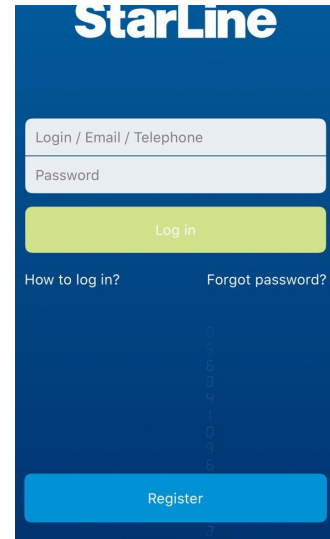 StarLine
Login / Email / Telephone
Password
Log in
How to log in?
Forgot password?
Register